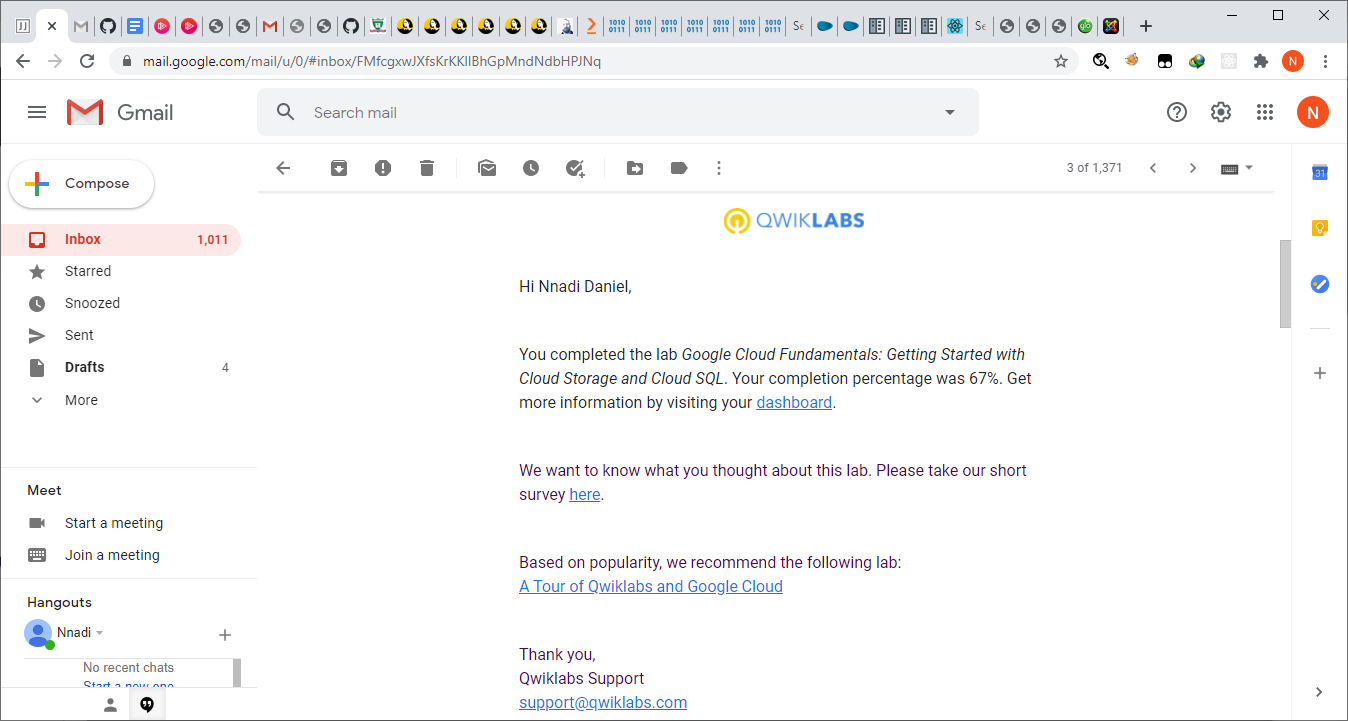 mail.google.com/mail/u/0/#inbox/FMfcgxwJXfsKrKKllBhGpMndNdbHPJNq
N
Gmail
Search mail
N
Compose
3 of 1,371
31
Inbox 1,011
Starred
Snoozed
Sent
Drafts 4
More
Meet
Start a meeting
Join a meeting
Hangouts
Nnadi
No recent chats
Start a new one
QWIKLABS
Hi Nnadi Daniel,
You completed the lab Google Cloud Fundamentals: Getting Started with
Cloud Storage and Cloud SQL. Your completion percentage was 67%. Get
more information by visiting your dashboard.
We want to know what you thought about this lab. Please take our short
survey here.
Based on popularity, we recommend the following lab:
A Tour of Qwiklabs and Google Cloud
Thank you,
Qwiklabs Support
support@qwiklabs.com